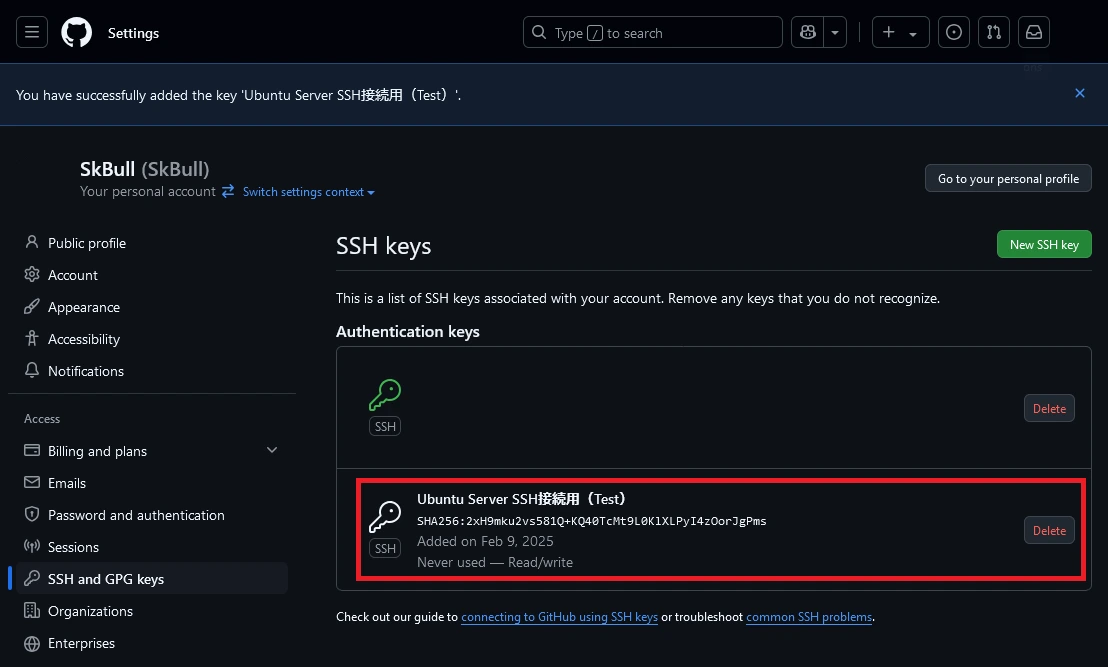 Settings
Type / to search
You have successfully added the key 'Ubuntu Server SSH接続用（Test）'.
SkBull (SkBull)
Your personal account Switch settings context
Go to your personal profile
Public profile
Account
Appearance
Accessibility
Notifications
Access
Billing and plans
Emails
Password and authentication
Sessions
SSH and GPG keys
Organizations
Enterprises
SSH keys
New SSH key
This is a list of SSH keys associated with your account. Remove any keys that you do not recognize.
Authentication keys
SSH
Delete
Ubuntu Server SSH接続用（Test）
SHA256:2xH9mku2vs581Q+KQ40TcMt9L0K1XLPyI4zOorJgPms
Added on Feb 9, 2025
Never used — Read/write
SSH
Delete
Check out our guide to connecting to GitHub using SSH keys or troubleshoot common SSH problems.